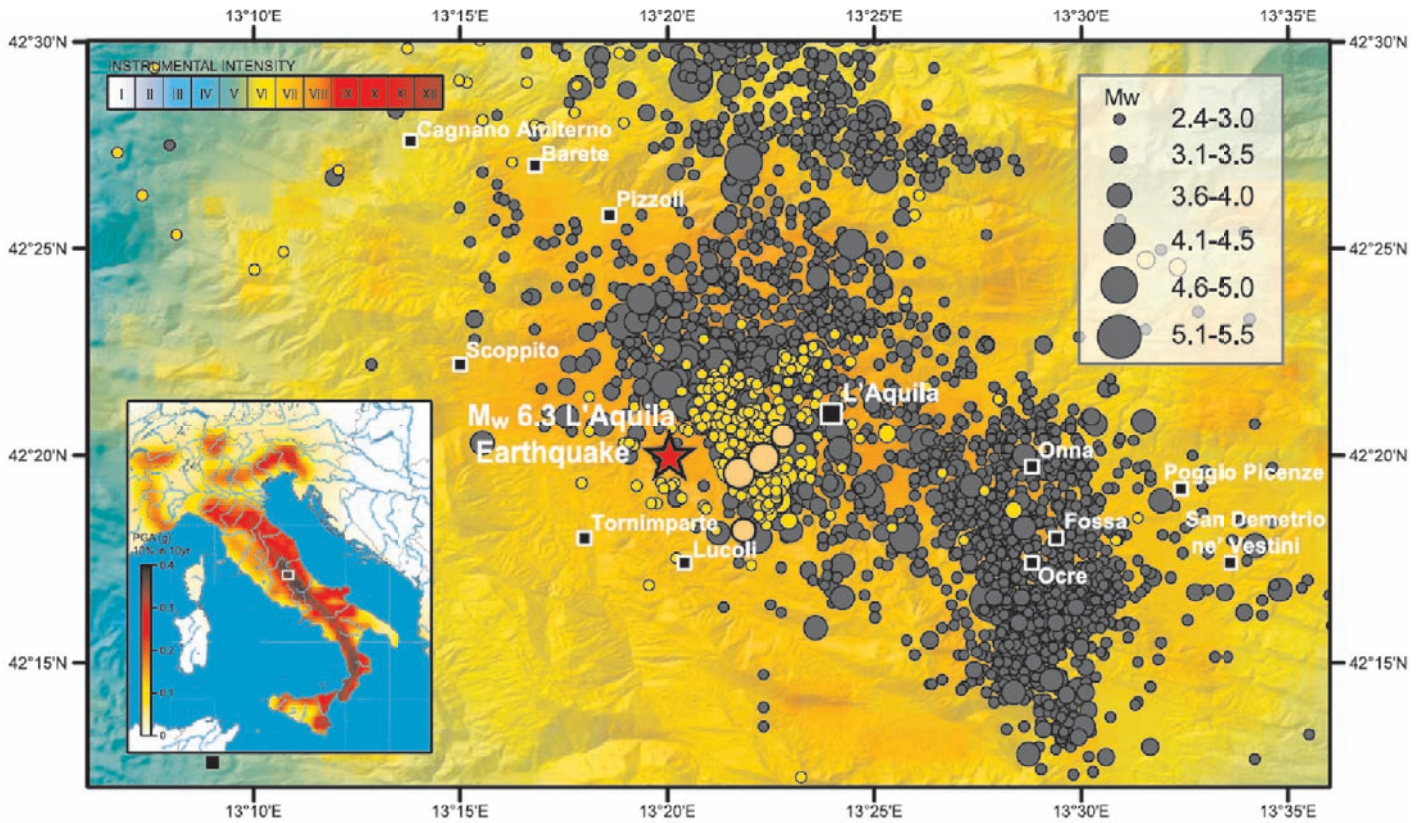 13°10'E 13°15'E 13°20'E 13°25'E 13°30'E 13°35'E
42°30'N 42°30'N
INSTRUMENTAL INTENSITY
I II III IV V VI VII VIII IX X XI XII
Mw
2.4-3.0
3.1-3.5
3.6-4.0
4.1-4.5
4.6-5.0
5.1-5.5
Cagnano Amiterno
Barete
Pizzoli
42°25'N 42°25'N
Scoppito
L'Aquila
Mw 6.3 L'Aquila
Earthquake
42°20'N 42°20'N
Onna
Poggio Picenze
Tornimparte
Fossa
San Demetrio
ne' Vestini
Lucoli
Ocre
PGA (g)
10% in 10yr
0.4
0.3
0.2
0.1
0
42°15'N 42°15'N
13°10'E 13°15'E 13°20'E 13°25'E 13°30'E 13°35'E